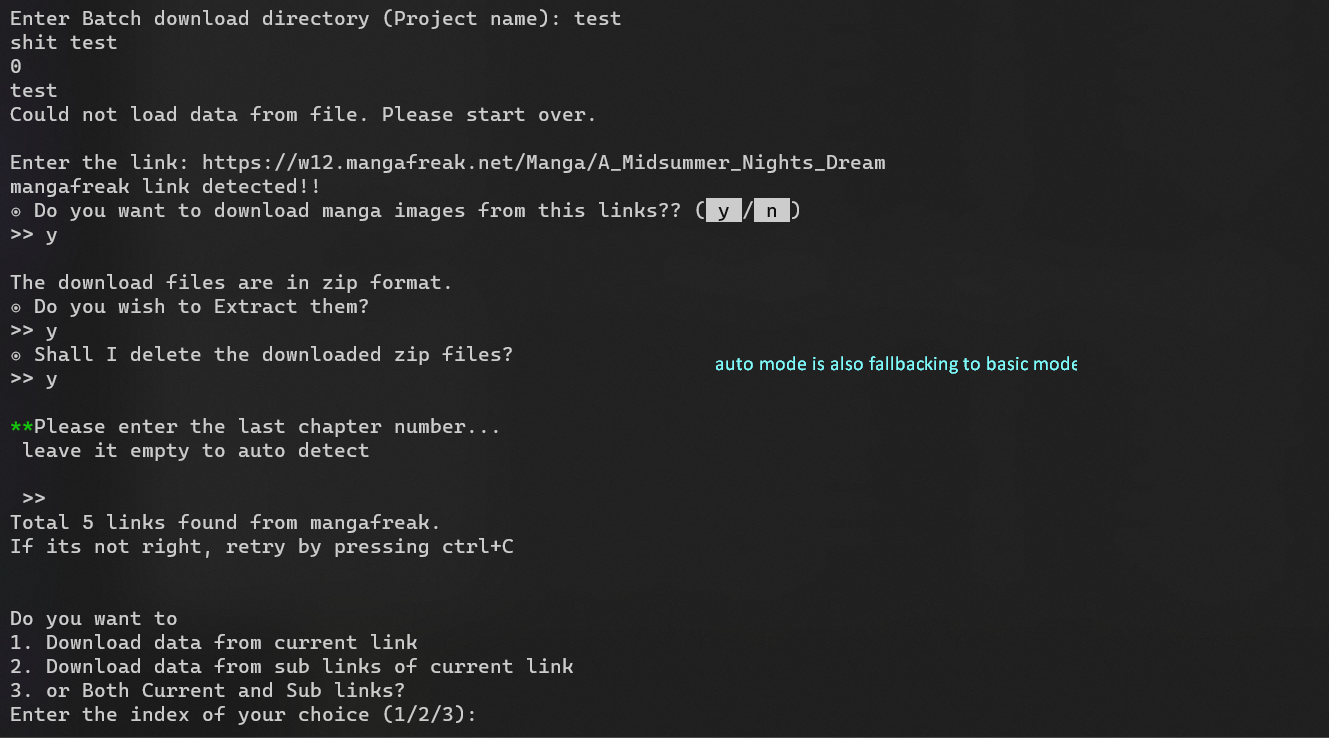 Enter Batch download directory (Project name): test
shit test
0
test
Could not load data from file. Please start over.
Enter the link: https://w12.mangafreak.net/Manga/A_Midsummer_Nights_Dream
mangafreak link detected!!
⍟ Do you want to download manga images from this links?? ( y / n )
>> y
The download files are in zip format.
⍟ Do you wish to Extract them?
>> y
⍟ Shall I delete the downloaded zip files?
auto mode is also fallbacking to basic mode
>> y
**Please enter the last chapter number...
leave it empty to auto detect
>>
Total 5 links found from mangafreak.
If its not right, retry by pressing ctrl+C
Do you want to
1. Download data from current link
2. Download data from sub links of current link
3. or Both Current and Sub links?
Enter the index of your choice (1/2/3):